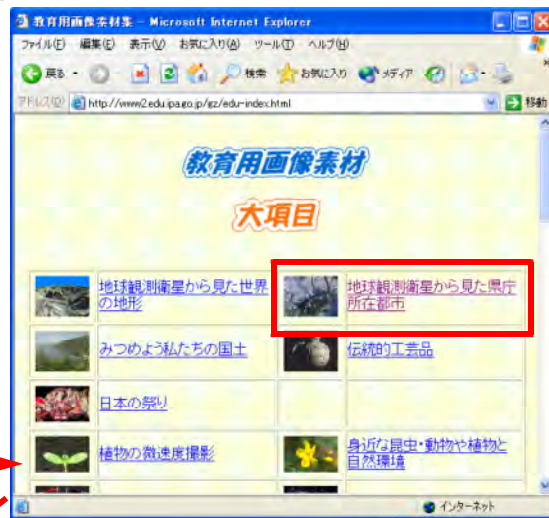 教育用画像素材集 - Microsoft Internet Explorer
ファイル(F) 編集(E) 表示(V) お気に入り(A) ツール(T) ヘルプ(H)
戻る 検索 お気に入り メディア
アドレス(D) http://www2.edu.ipa.go.jp/gz/edu-index.html 移動
教育用画像素材
大項目
地球観測衛星から見た世界
の地形
地球観測衛星から見た県庁
所在都市
みつめよう私たちの国土
伝統的工芸品
日本の祭り
植物の微速度撮影
身近な昆虫・動物や植物と
自然環境
インターネット